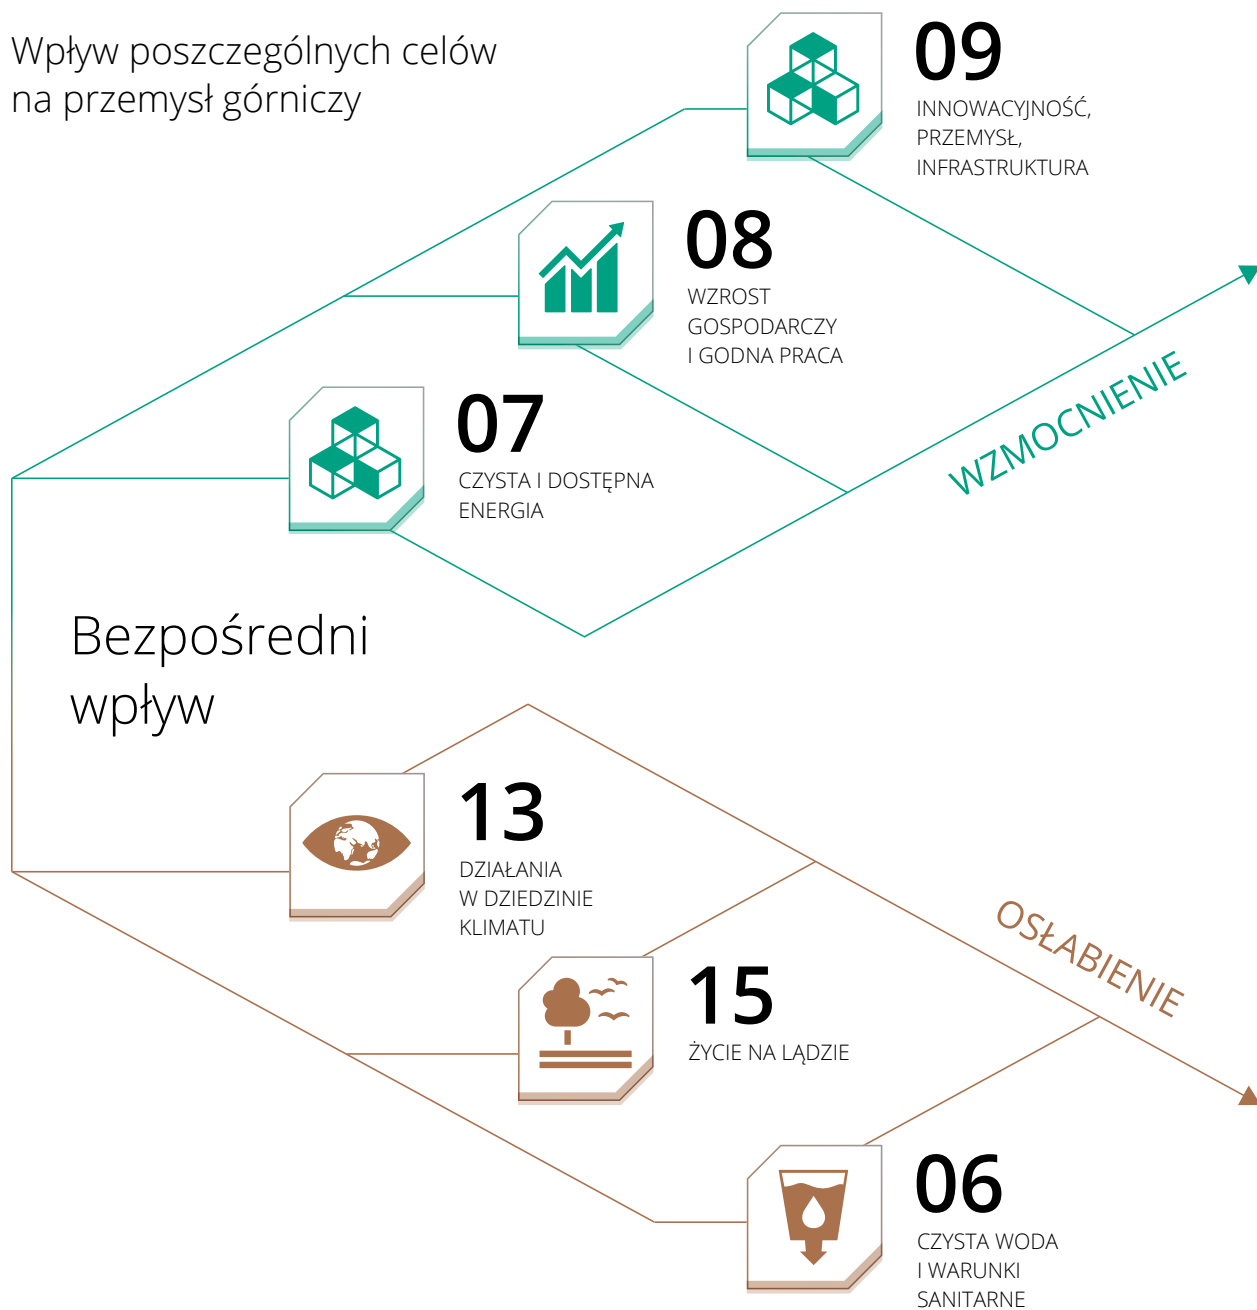 Wpływ poszczególnych celów
na przemysł górniczy
09
INNOWACYJNOŚĆ,
PRZEMYSŁ,
INFRASTRUKTURA
08
WZROST
GOSPODARCZY
I GODNA PRACA
07
CZYSTA I DOSTĘPNA
ENERGIA
WZMOCNIENIE
Bezpośredni
wpływ
13
DZIAŁANIA
W DZIEDZINIE
KLIMATU
OSŁABIENIE
15
ŻYCIE NA LĄDZIE
06
CZYSTA WODA
I WARUNKI
SANITARNE